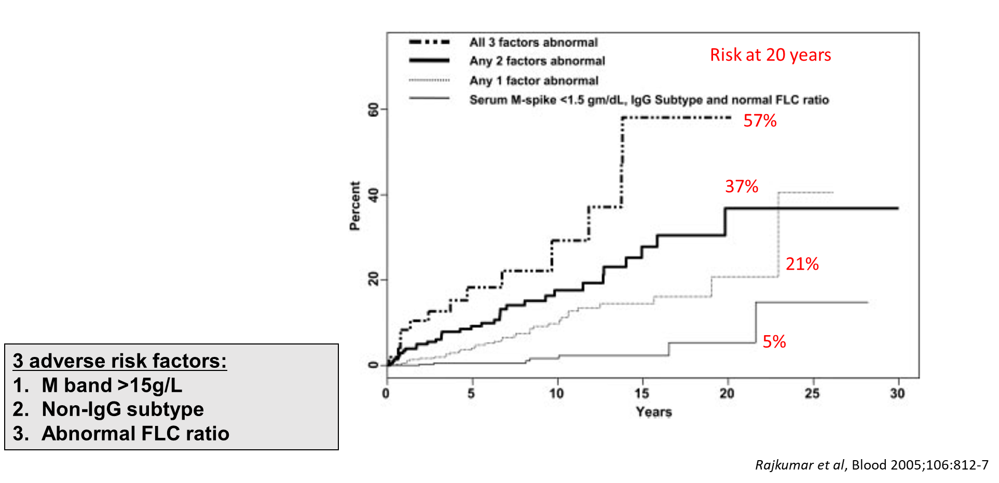 All 3 factors abnormal
Any 2 factors abnormal
Any 1 factor abnormal
Serum M-spike <1.5 gm/dL, IgG Subtype and normal FLC ratio
Risk at 20 years
57%
37%
21%
5%
Percent
60
40
20
0
0 5 10 15 20 25 30
Years
3 adverse risk factors:
1. M band >15g/L
2. Non-IgG subtype
3. Abnormal FLC ratio
Rajkumar et al, Blood 2005;106:812-7